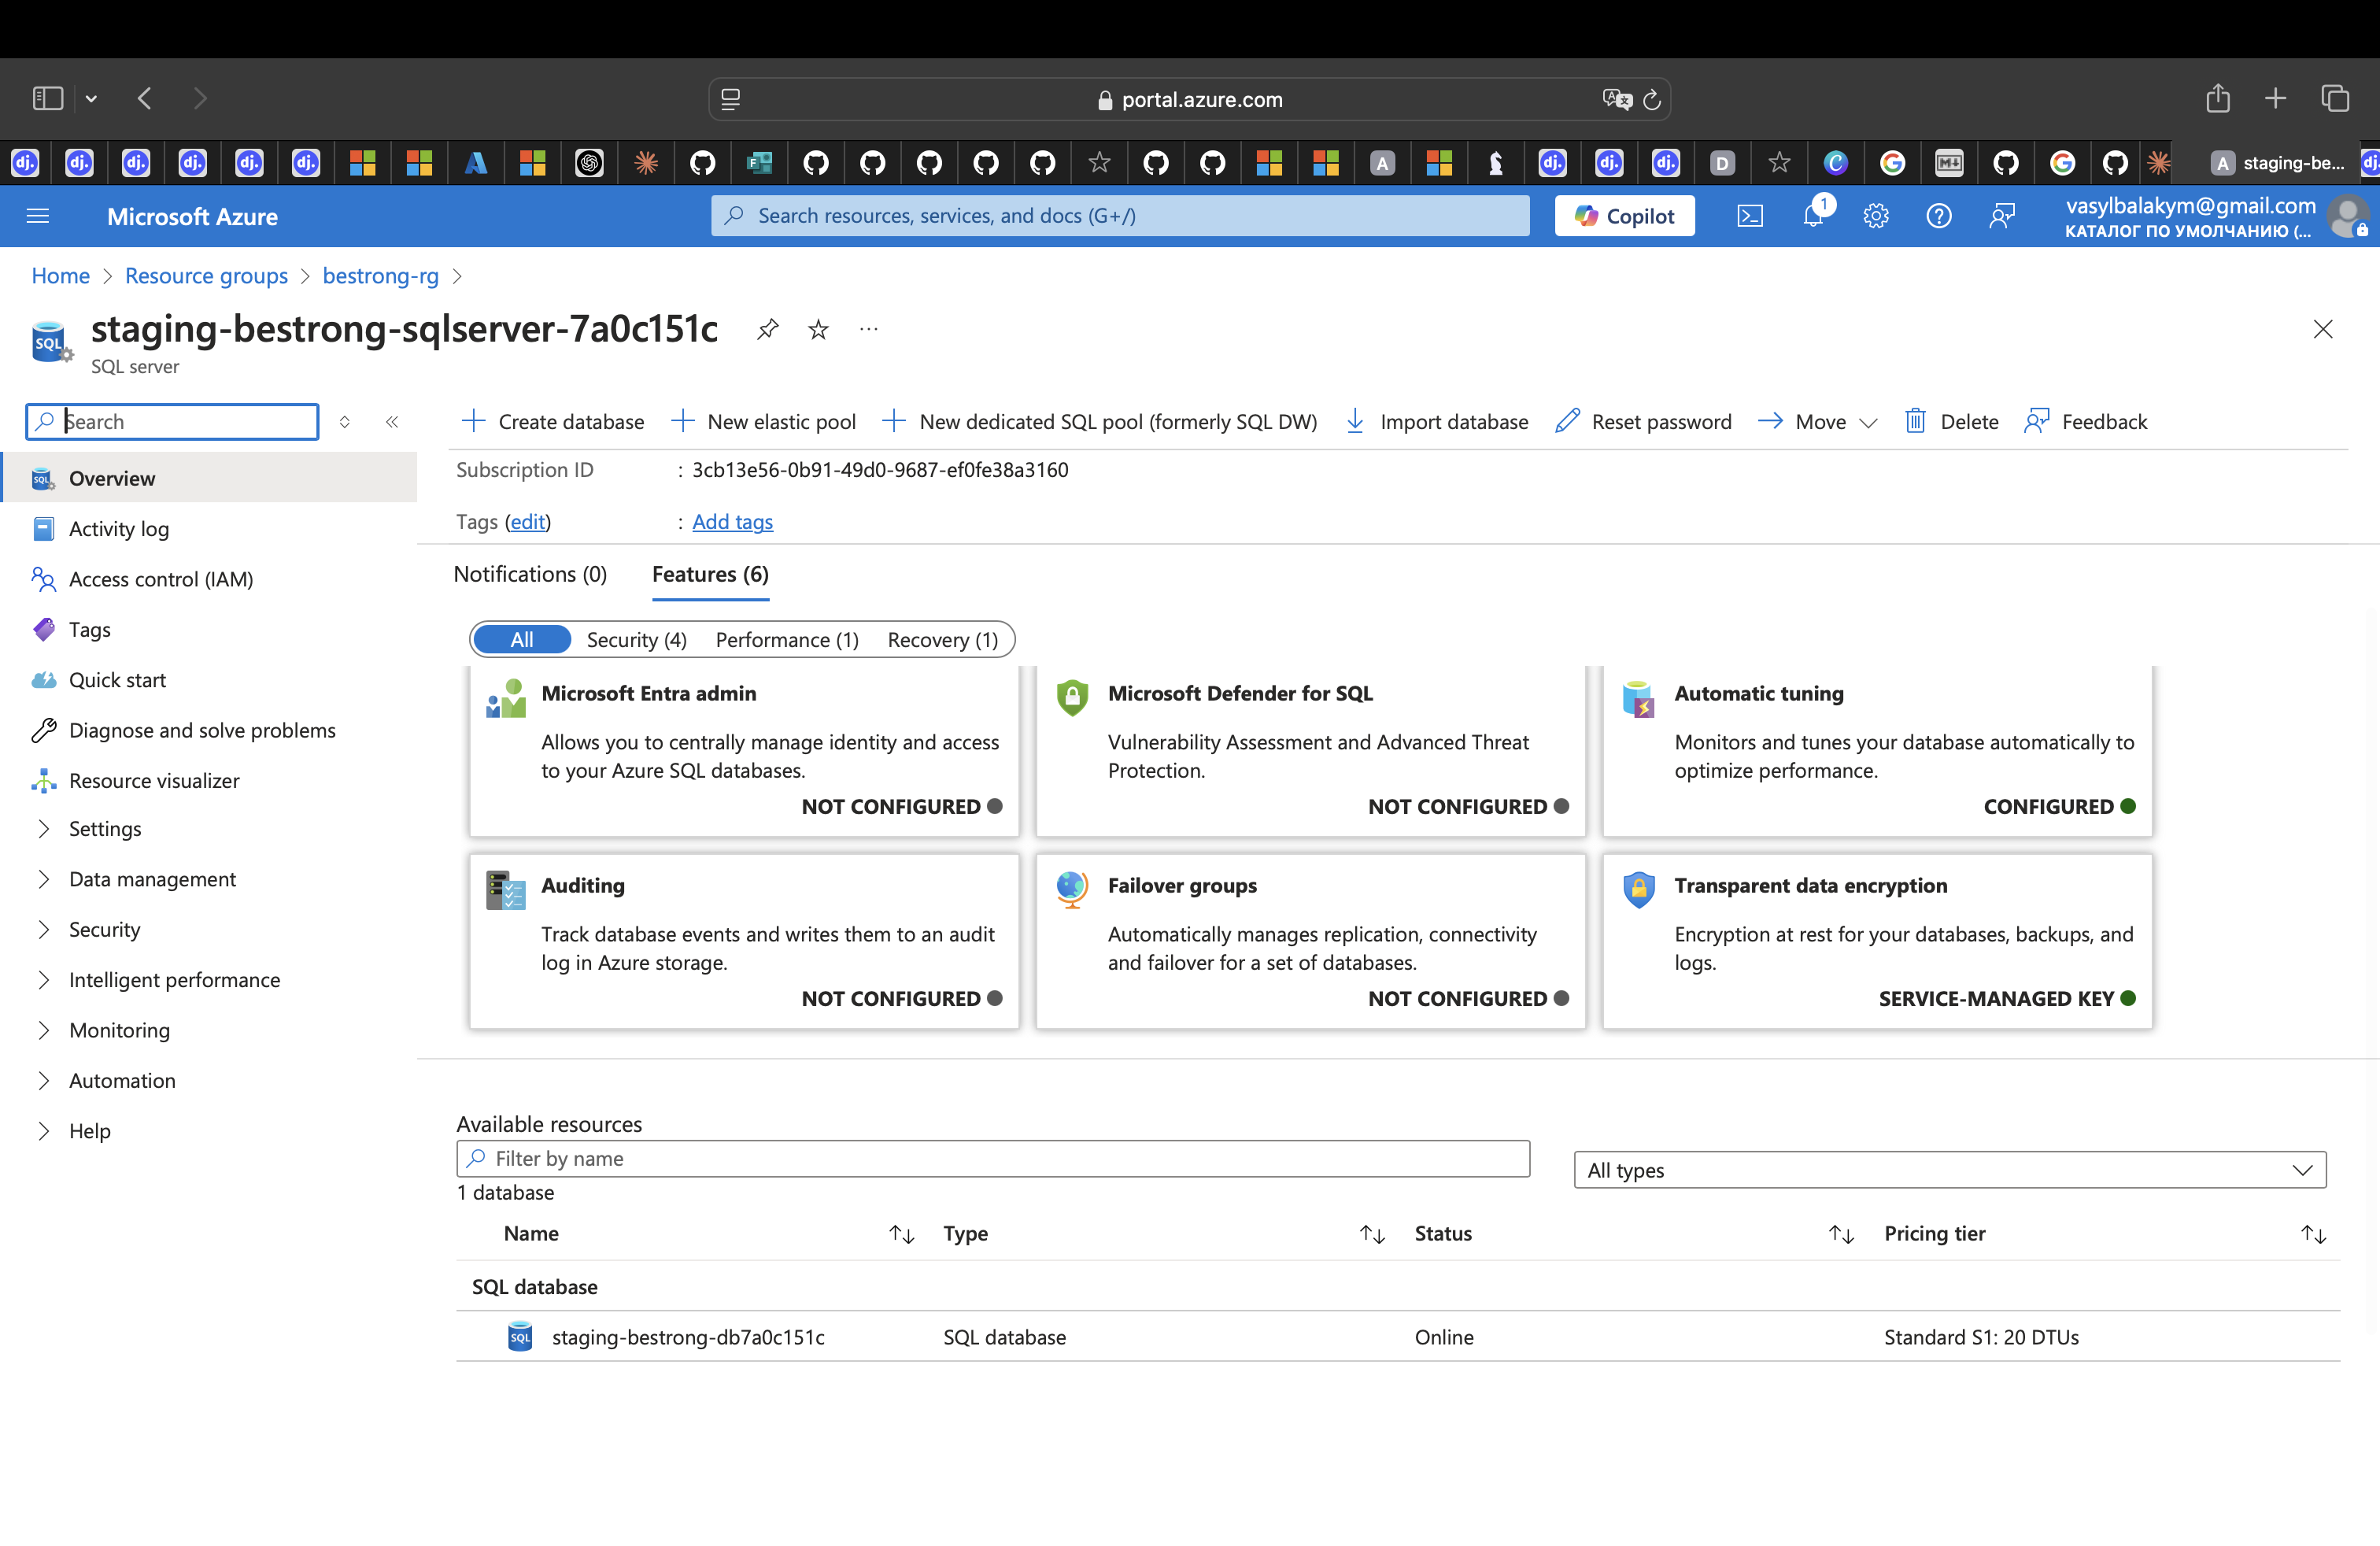 portal.azure.com
staging-be...
Microsoft Azure
Search resources, services, and docs (G+/)
Copilot
1
vasylbalakym@gmail.com
КАТАЛОГ ПО УМОЛЧАНИЮ (...
Home > Resource groups > bestrong-rg >
staging-bestrong-sqlserver-7a0c151c
SQL server
Search
Create database
New elastic pool
New dedicated SQL pool (formerly SQL DW)
Import database
Reset password
Move
Delete
Feedback
Overview
Activity log
Access control (IAM)
Tags
Quick start
Diagnose and solve problems
Resource visualizer
Settings
Data management
Security
Intelligent performance
Monitoring
Automation
Help
Subscription ID : 3cb13e56-0b91-49d0-9687-ef0fe38a3160
Tags (edit) : Add tags
Notifications (0)
Features (6)
All
Security (4)
Performance (1)
Recovery (1)
Microsoft Entra admin
Allows you to centrally manage identity and access
to your Azure SQL databases.
NOT CONFIGURED
Microsoft Defender for SQL
Vulnerability Assessment and Advanced Threat
Protection.
NOT CONFIGURED
Automatic tuning
Monitors and tunes your database automatically to
optimize performance.
CONFIGURED
Auditing
Track database events and writes them to an audit
log in Azure storage.
NOT CONFIGURED
Failover groups
Automatically manages replication, connectivity
and failover for a set of databases.
NOT CONFIGURED
Transparent data encryption
Encryption at rest for your databases, backups, and
logs.
SERVICE-MANAGED KEY
Available resources
Filter by name
All types
1 database
Name
Type
Status
Pricing tier
SQL database
staging-bestrong-db7a0c151c
SQL database
Online
Standard S1: 20 DTUs